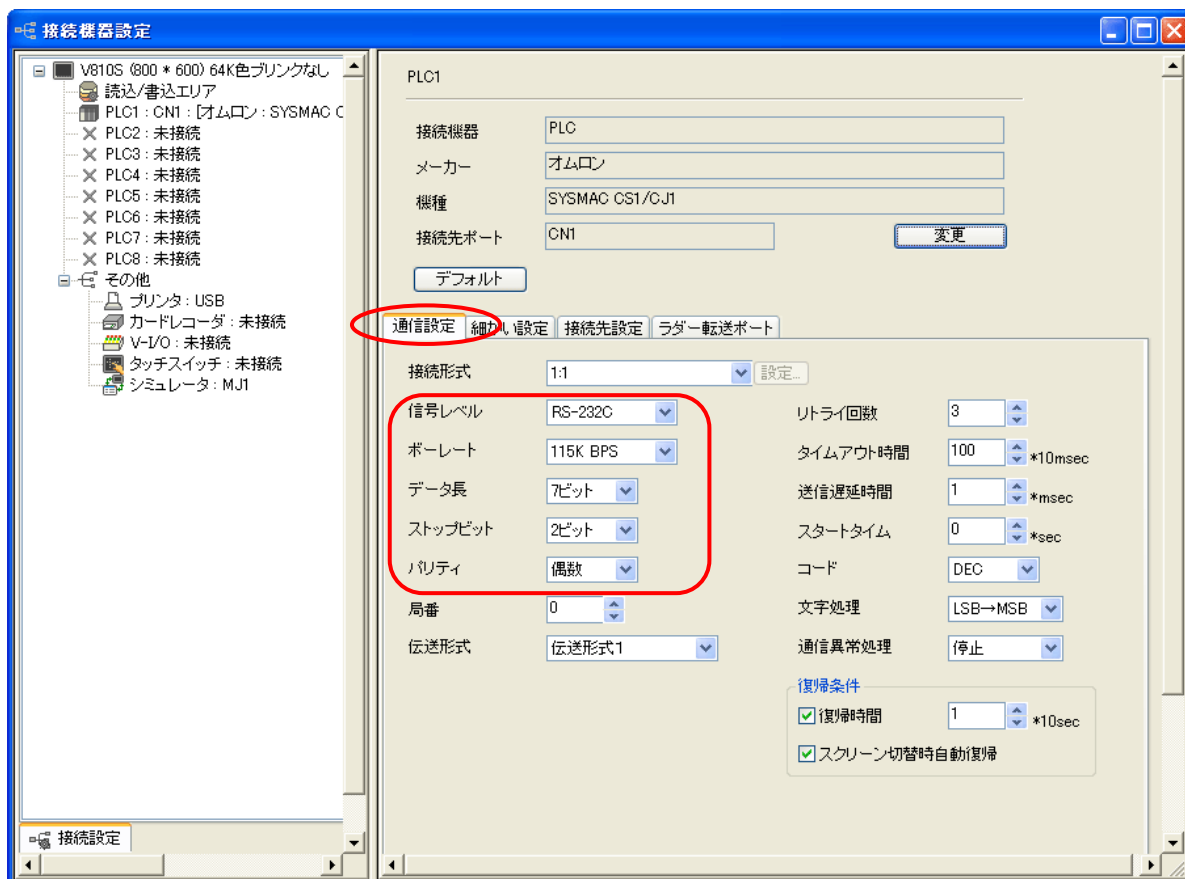 接続機器設定
V810S (800 * 600) 64K色ブリンクなし
読込/書込エリア
PLC1 : CN1 : [オムロン : SYSMAC C
PLC2 : 未接続
PLC3 : 未接続
PLC4 : 未接続
PLC5 : 未接続
PLC6 : 未接続
PLC7 : 未接続
PLC8 : 未接続
その他
プリンタ : USB
カードレコーダ : 未接続
V-I/O : 未接続
タッチスイッチ : 未接続
シミュレータ : MJ1
接続設定
PLC1
接続機器 PLC
メーカー オムロン
機種 SYSMAC CS1/CJ1
接続先ポート CN1 変更
デフォルト
通信設定 細かい設定 接続先設定 ラダー転送ポート
接続形式 1:1 設定...
信号レベル RS-232C リトライ回数 3
ボーレート 115K BPS タイムアウト時間 100 *10msec
データ長 7ビット 送信遅延時間 1 *msec
ストップビット 2ビット スタートタイム 0 *sec
パリティ 偶数 コード DEC
局番 0 文字処理 LSB→MSB
伝送形式 伝送形式1 通信異常処理 停止
復帰条件
復帰時間 1 *10sec
スクリーン切替時自動復帰